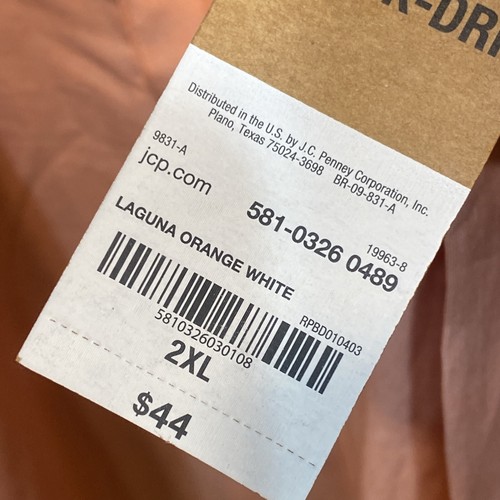 Distributed in the U.S. by J.C. Penney Corporation, Inc.
Plano, Texas 75024-3698 BR-09-831-A
9831-A
jcp.com
19963-8
581-0326 0489
LAGUNA ORANGE WHITE
RPBD010403
5810326030108
2XL
$44